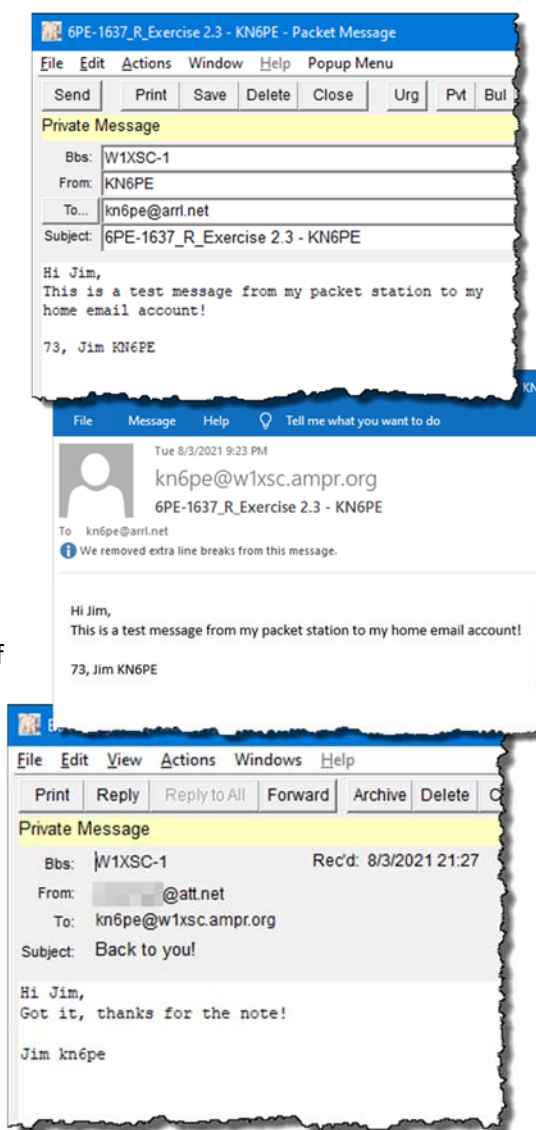 6PE-1637_R_Exercise 2.3 - KN6PE - Packet Message
File Edit Actions Window Help Popup Menu
Send Print Save Delete Close Urg Pvt Bul
Private Message
Bbs: W1XSC-1
From: KN6PE
To... kn6pe@arrl.net
Subject: 6PE-1637_R_Exercise 2.3 - KN6PE
Hi Jim,
This is a test message from my packet station to my
home email account!
73, Jim KN6PE
KN
File Message Help Tell me what you want to do
Tue 8/3/2021 9:23 PM
kn6pe@w1xsc.ampr.org
6PE-1637_R_Exercise 2.3 - KN6PE
To kn6pe@arrl.net
We removed extra line breaks from this message.
Hi Jim,
This is a test message from my packet station to my home email account!
73, Jim KN6PE
f
File Edit View Actions Windows Help
Print Reply Reply to All Forward Archive Delete
Private Message
Bbs: W1XSC-1 Rec'd: 8/3/2021 21:27
From: @att.net
To: kn6pe@w1xsc.ampr.org
Subject: Back to you!
Hi Jim,
Got it, thanks for the note!
Jim kn6pe